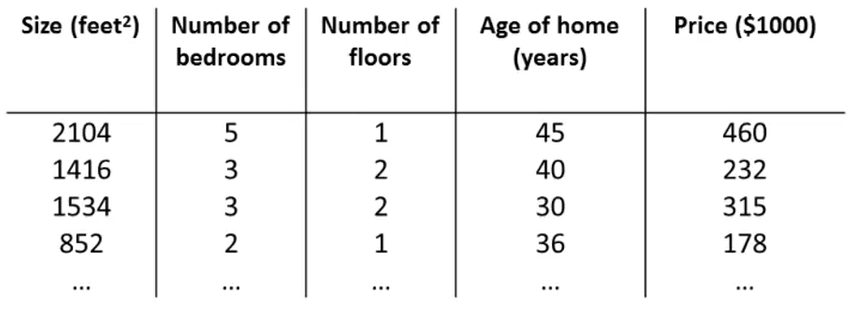 Size (feet²) Number of bedrooms Number of floors Age of home (years) Price ($1000)
2104 5 1 45 460
1416 3 2 40 232
1534 3 2 30 315
852 2 1 36 178
... ... ... ... ...